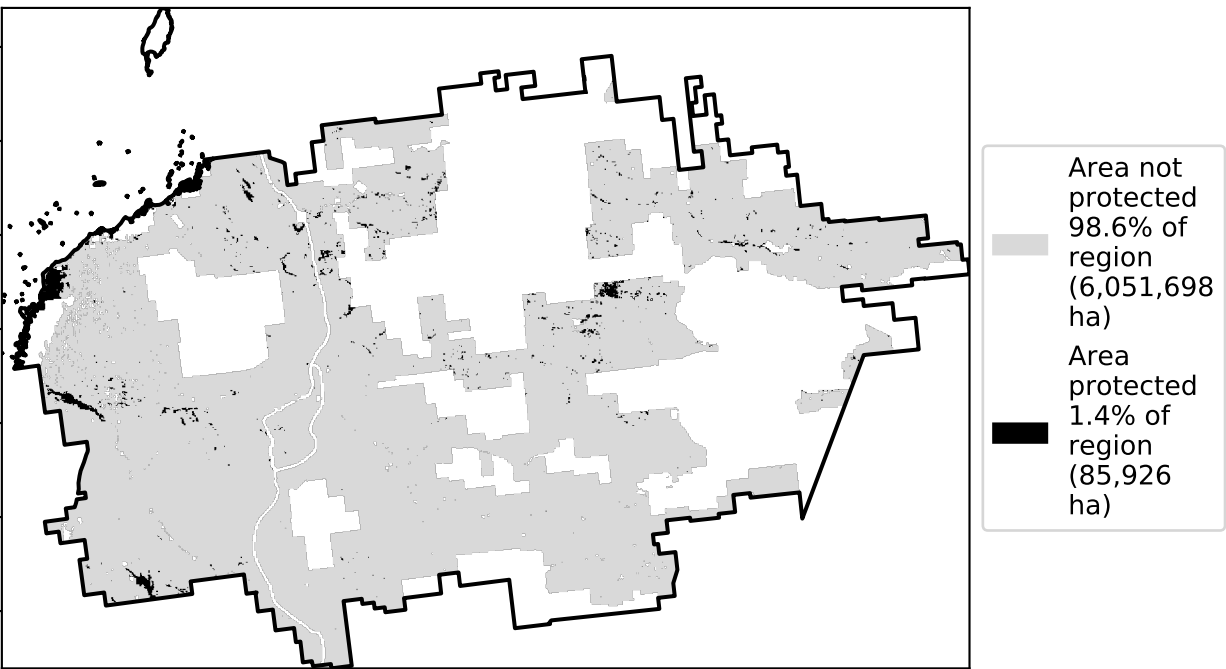 Area not
protected
98.6% of
region
(6,051,698
ha)
Area
protected
1.4% of
region
(85,926
ha)